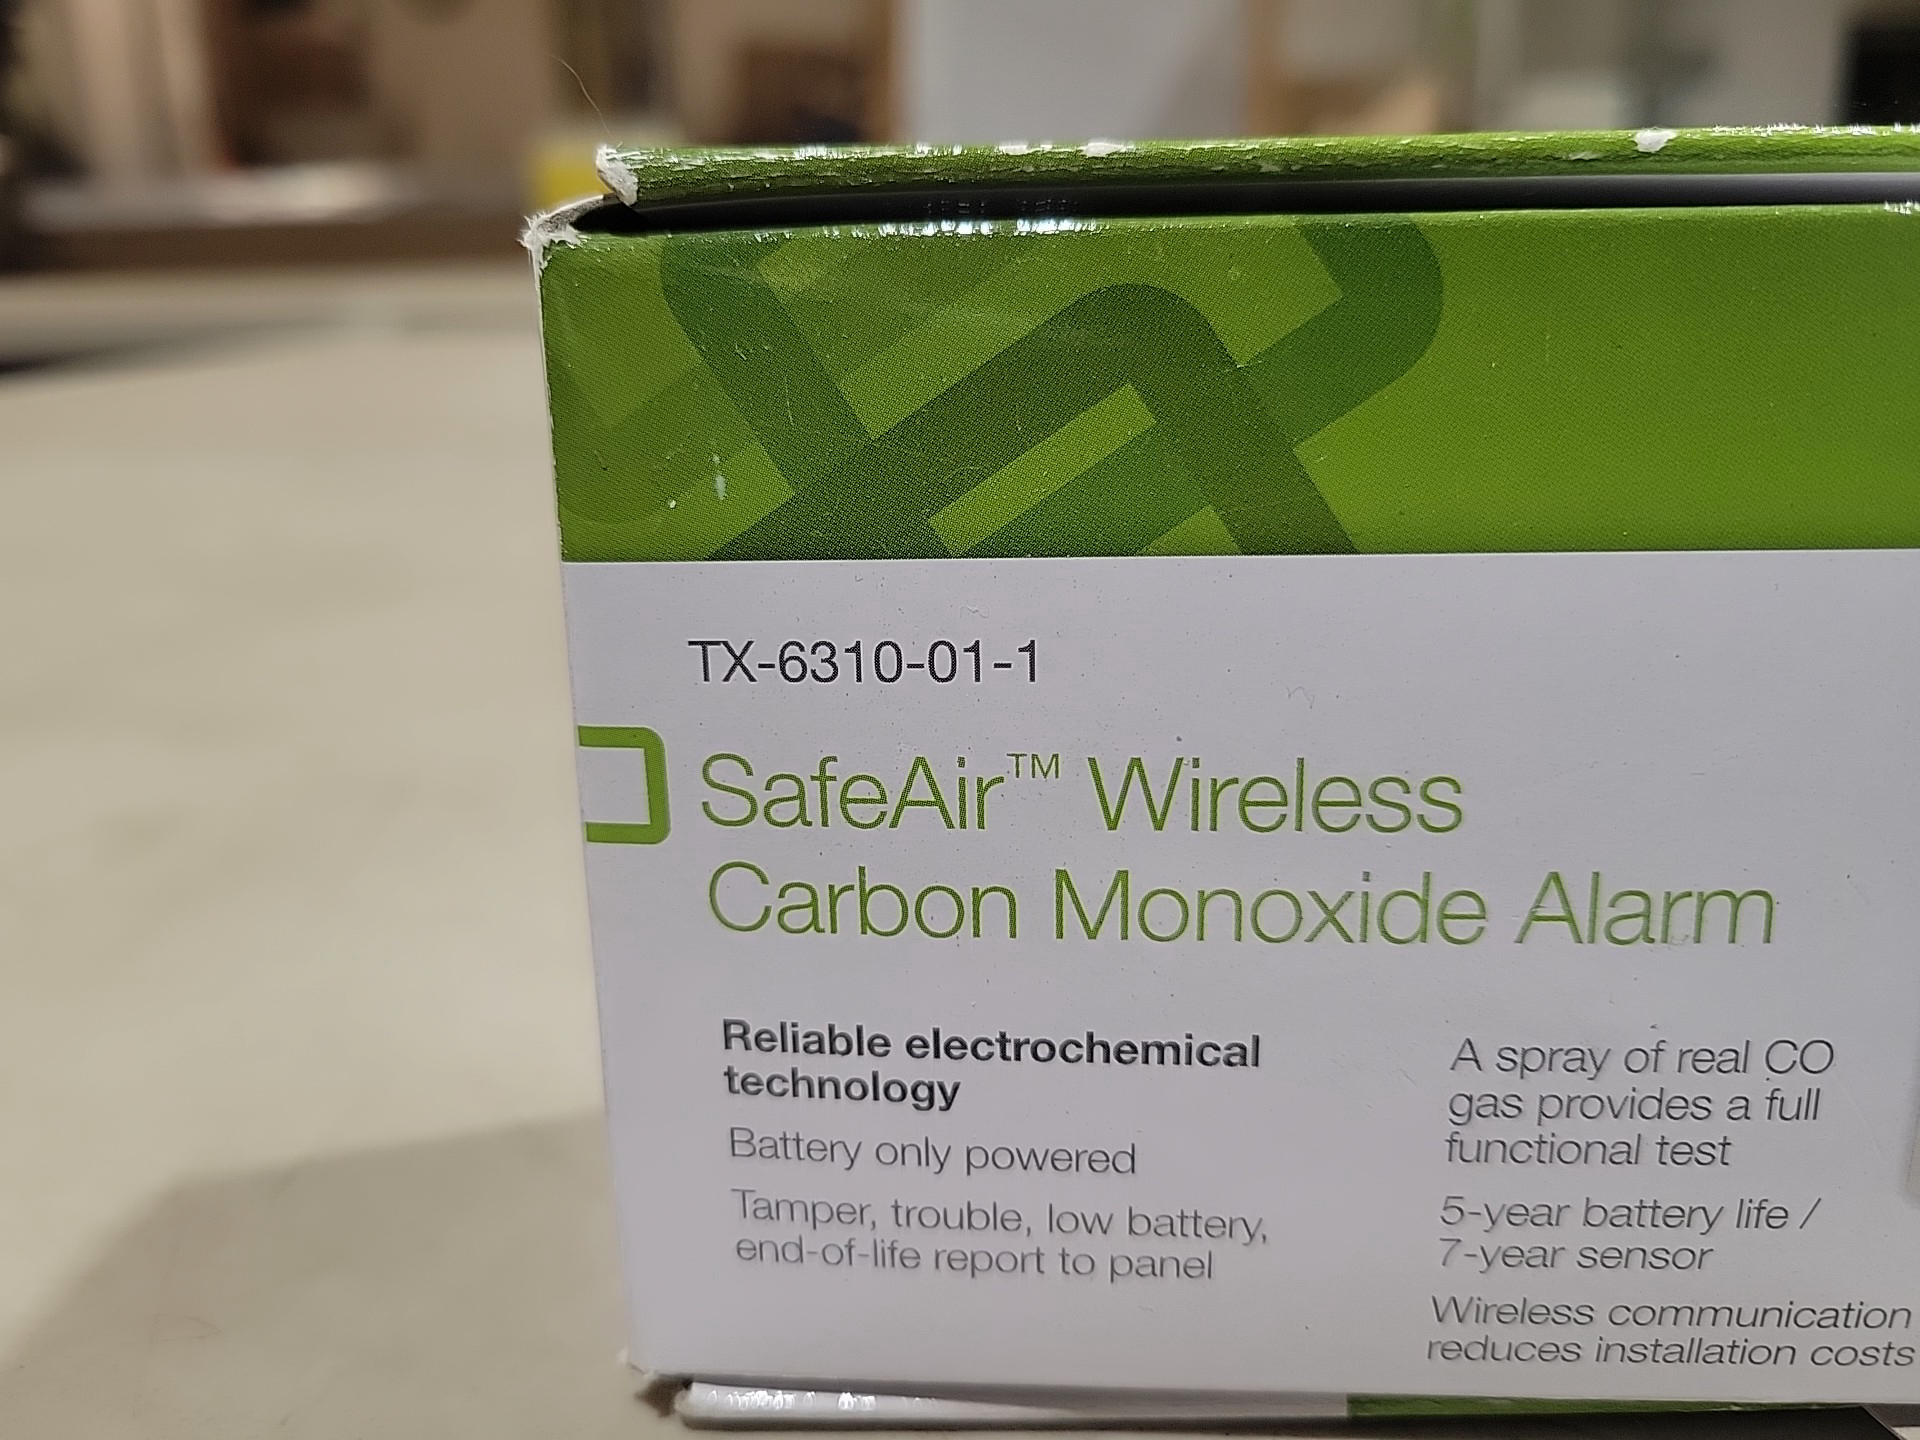 TX-6310-01-1
SafeAir™ Wireless
Carbon Monoxide Alarm
Reliable electrochemical
technology
Battery only powered
Tamper, trouble, low battery,
end-of-life report to panel
A spray of real CO
gas provides a full
functional test
5-year battery life /
7-year sensor
Wireless communication
reduces installation costs